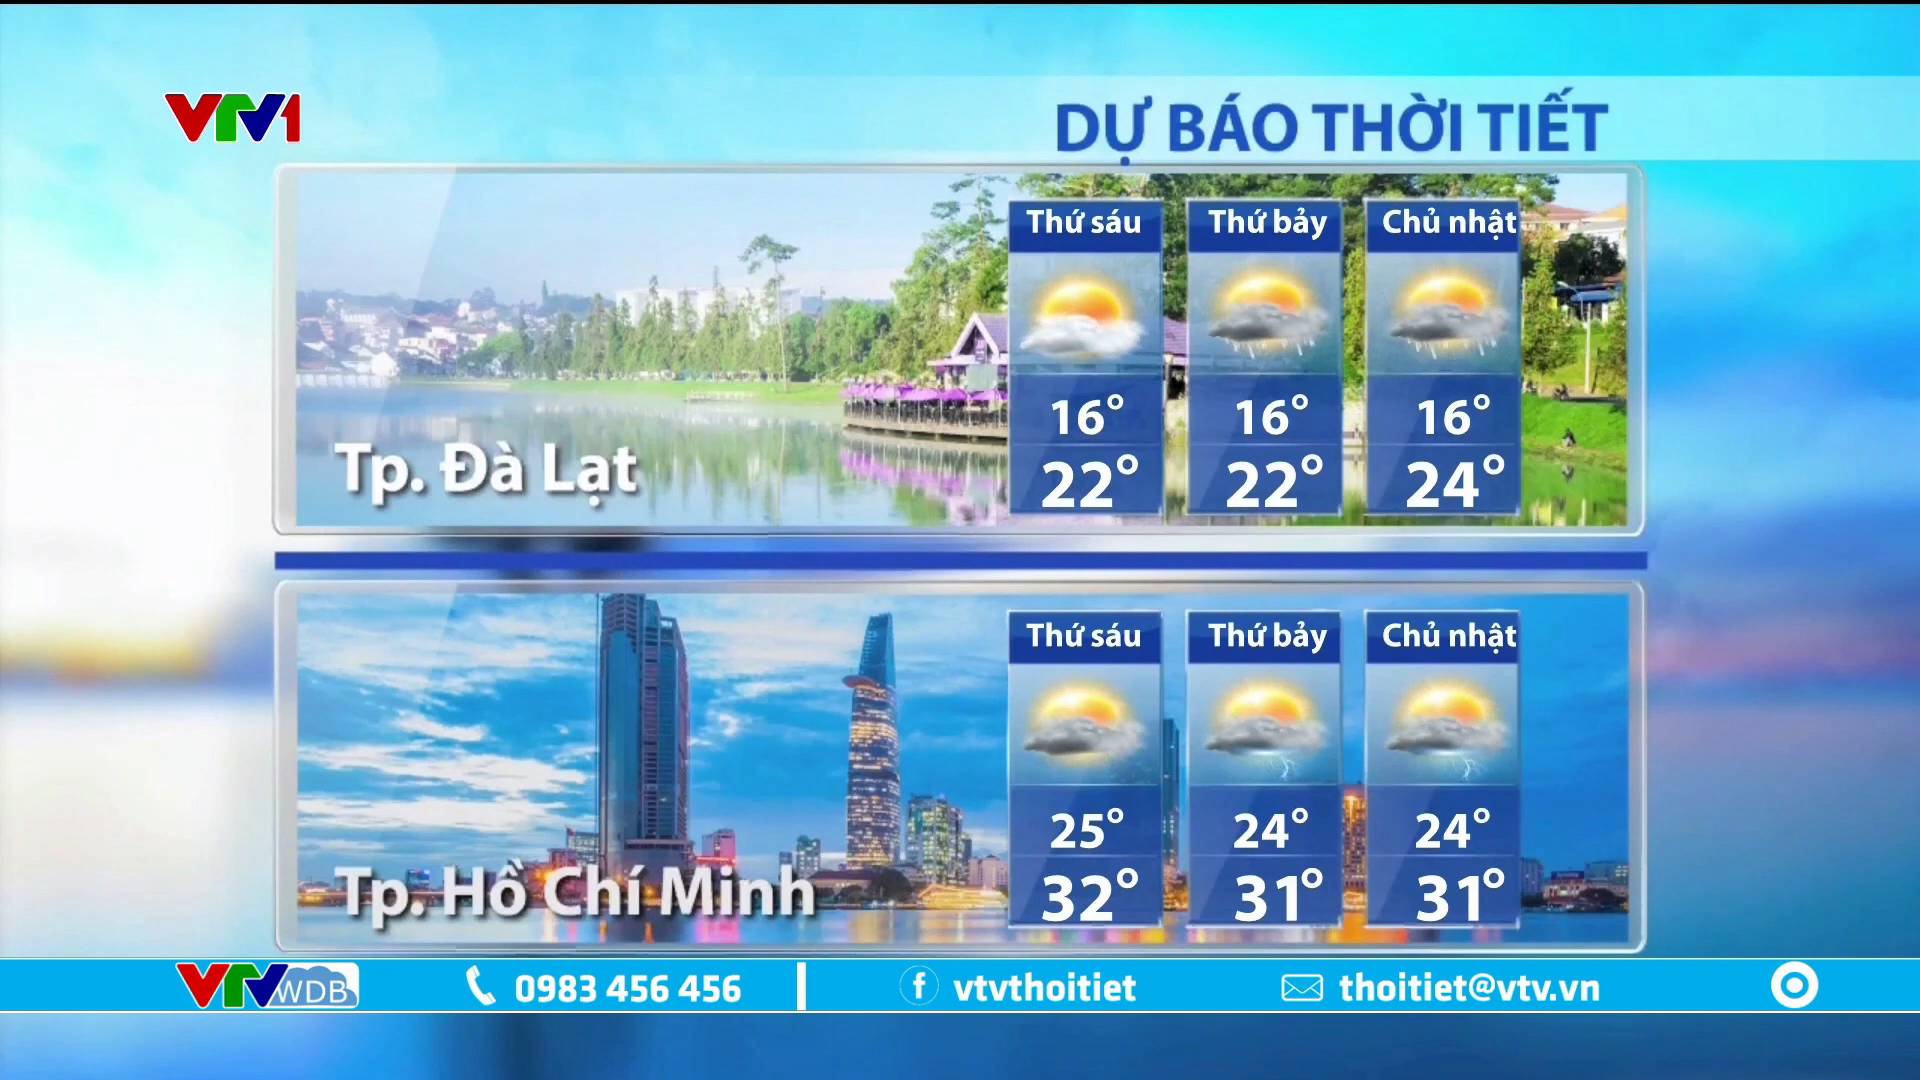 VTV1
DỰ BÁO THỜI TIẾT
Thứ sáu Thứ bảy Chủ nhật
16° 16° 16°
22° 22° 24°
Tp. Đà Lạt
Thứ sáu Thứ bảy Chủ nhật
25° 24° 24°
32° 31° 31°
Tp. Hồ Chí Minh
VTV WDB 0983 456 456 vtvthoitiet thoitiet@vtv.vn